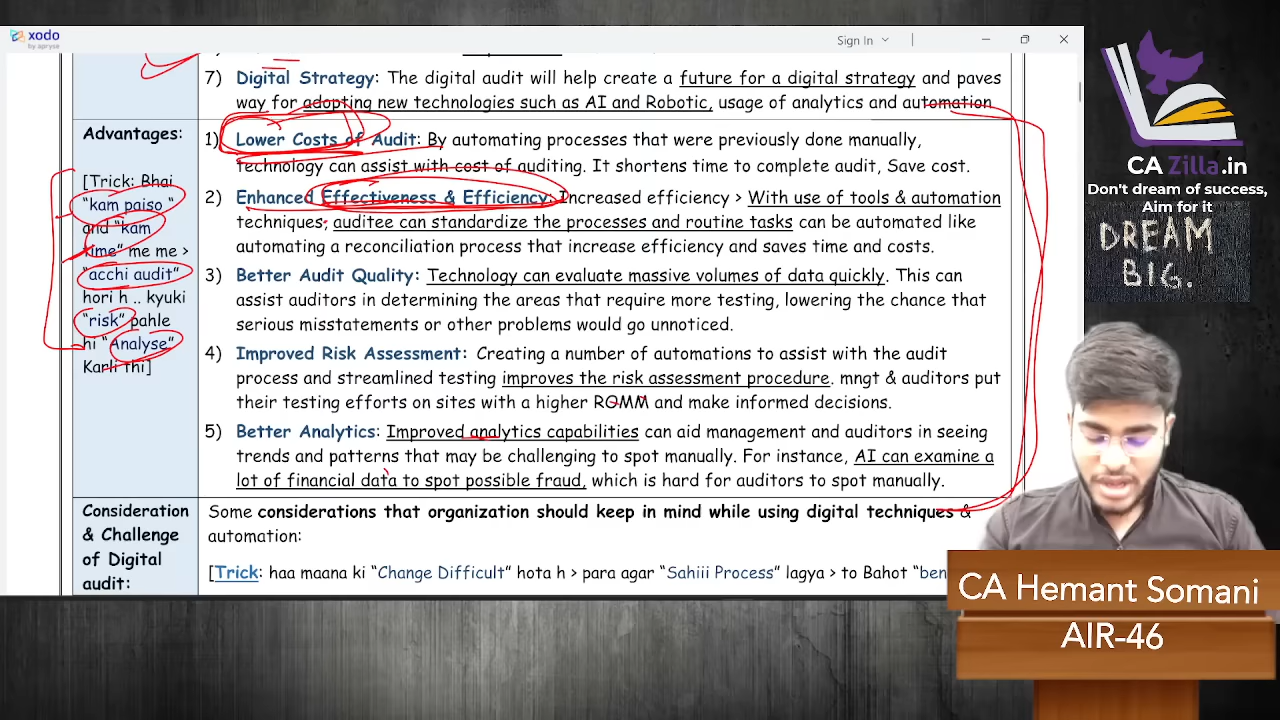 xodo
by apryse
Sign In
7) Digital Strategy: The digital audit will help create a future for a digital strategy and paves
way for adopting new technologies such as AI and Robotic, usage of analytics and automation
Advantages:
[Trick: Bhai
"kam paiso "
and "kam
time" me me >
"acchi audit"
hori h .. kyuki
"risk" pahle
hi "Analyse"
Karli thi]
1) Lower Costs of Audit: By automating processes that were previously done manually,
technology can assist with cost of auditing. It shortens time to complete audit, Save cost.
2) Enhanced Effectiveness & Efficiency: Increased efficiency > With use of tools & automation
techniques, auditee can standardize the processes and routine tasks can be automated like
automating a reconciliation process that increase efficiency and saves time and costs.
3) Better Audit Quality: Technology can evaluate massive volumes of data quickly. This can
assist auditors in determining the areas that require more testing, lowering the chance that
serious misstatements or other problems would go unnoticed.
4) Improved Risk Assessment: Creating a number of automations to assist with the audit
process and streamlined testing improves the risk assessment procedure. mngt & auditors put
their testing efforts on sites with a higher ROMM and make informed decisions.
5) Better Analytics: Improved analytics capabilities can aid management and auditors in seeing
trends and patterns that may be challenging to spot manually. For instance, AI can examine a
lot of financial data to spot possible fraud, which is hard for auditors to spot manually.
Consideration
& Challenge
of Digital
audit:
Some considerations that organization should keep in mind while using digital techniques &
automation:
[Trick: haa maana ki "Change Difficult" hota h > para agar "Sahiii Process" lagya > to Bahot "ben
CA Zilla.in
Don't dream of success,
Aim for it
DREAM
BIG.
CA Hemant Somani
AIR-46